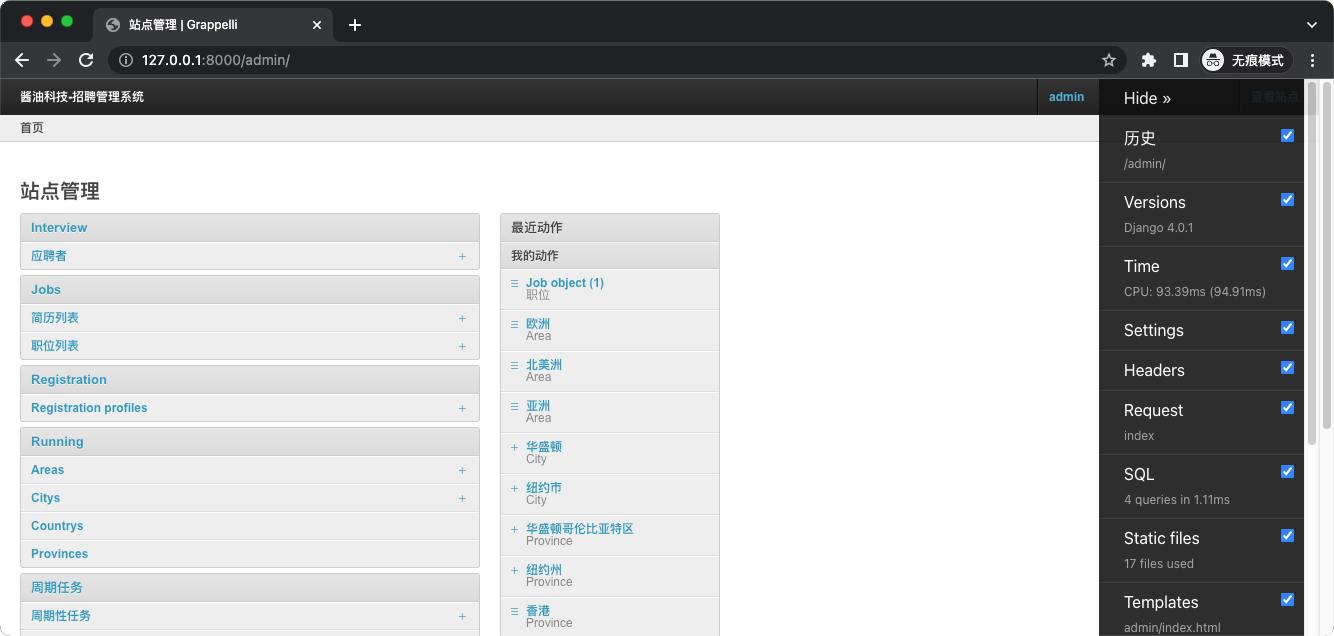 站点管理 | Grappelli
127.0.0.1:8000/admin/
无痕模式
酱油科技-招聘管理系统
admin
查看站点
首页
站点管理
Interview
应聘者
Jobs
简历列表
职位列表
Registration
Registration profiles
Running
Areas
Citys
Countrys
Provinces
周期任务
周期性任务
最近动作
我的动作
Job object (1)
职位
欧洲
Area
北美洲
Area
亚洲
Area
华盛顿
City
纽约市
City
华盛顿哥伦比亚特区
Province
纽约州
Province
香港
Province
Hide »
历史
/admin/
Versions
Django 4.0.1
Time
CPU: 93.39ms (94.91ms)
Settings
Headers
Request
index
SQL
4 queries in 1.11ms
Static files
17 files used
Templates
admin/index.html